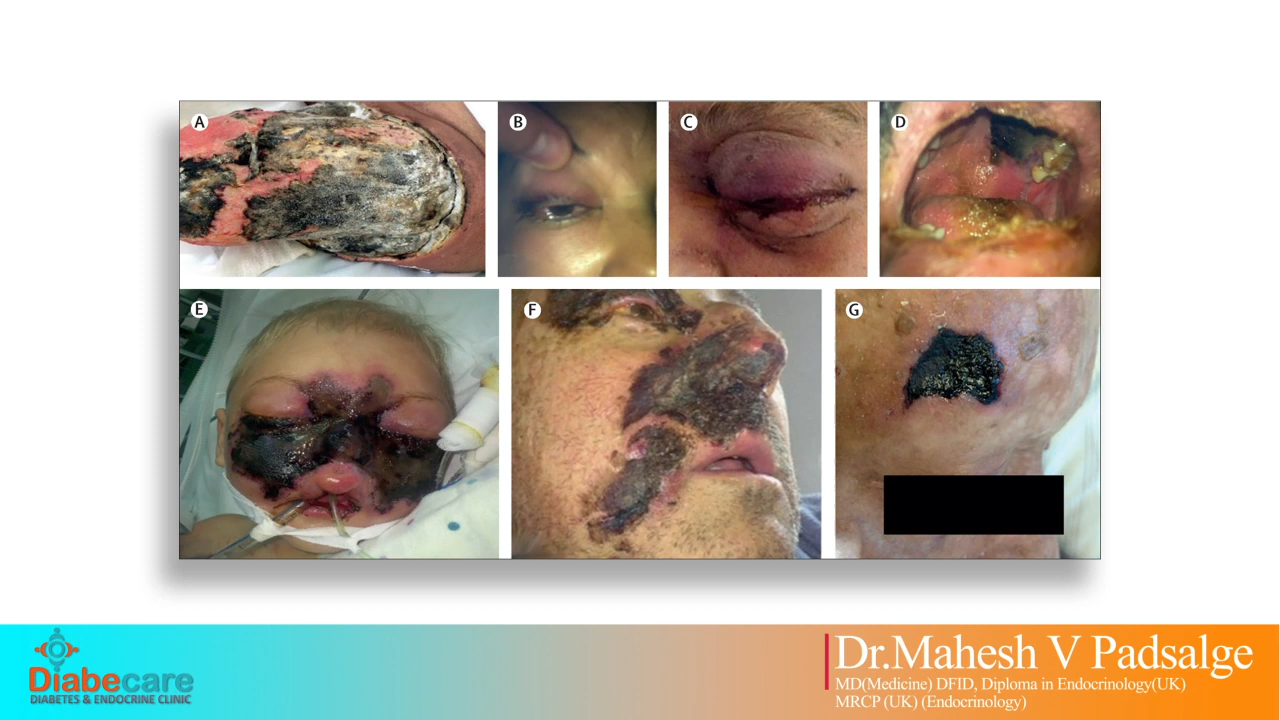 A
B
C
D
E
F
G
Diabecare
DIABETES & ENDOCRINE CLINIC
Dr.Mahesh V Padsalge
MD(Medicine) DFID, Diploma in Endocrinology(UK)
MRCP (UK) (Endocrinology)